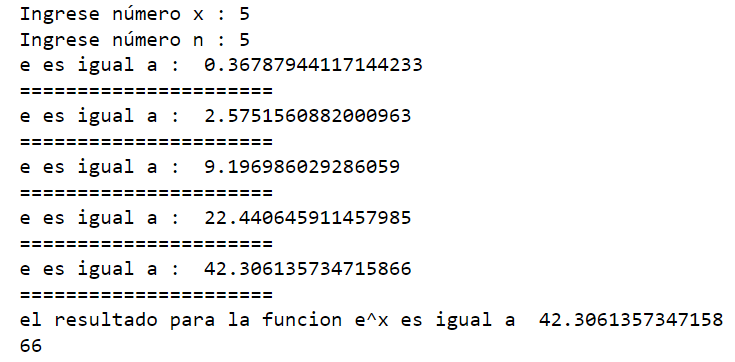 Ingrese número x : 5
Ingrese número n : 5
e es igual a :  0.36787944117144233
======================
e es igual a :  2.5751560882000963
======================
e es igual a :  9.196986029286059
======================
e es igual a :  22.440645911457985
======================
e es igual a :  42.306135734715866
======================
el resultado para la funcion e^x es igual a  42.3061357347158
66